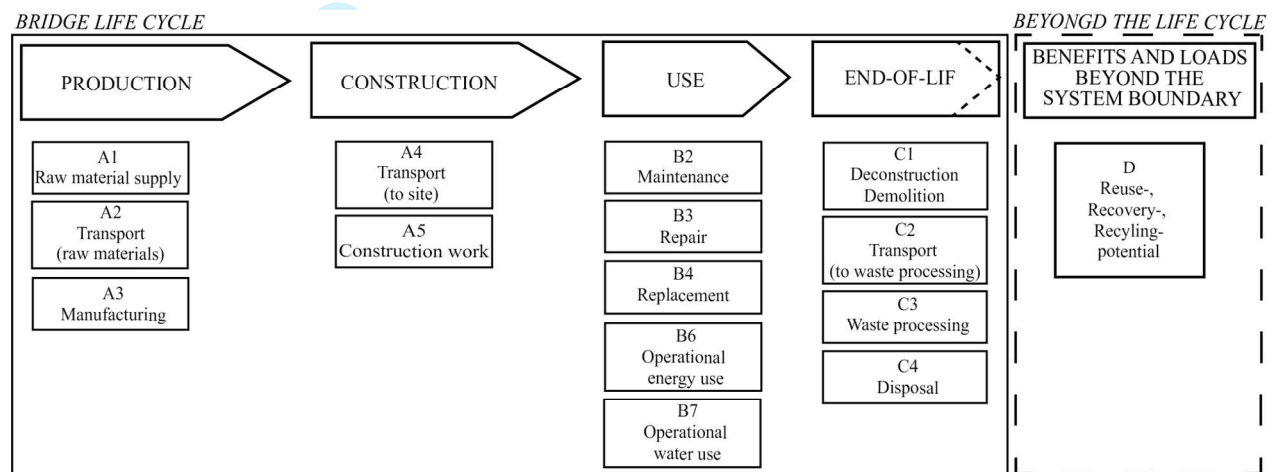 BRIDGE LIFE CYCLE
BEYONGD THE LIFE CYCLE
PRODUCTION
CONSTRUCTION
USE
END-OF-LIF
BENEFITS AND LOADS
BEYOND THE
SYSTEM BOUNDARY
A1
Raw material supply
A2
Transport
(raw materials)
A3
Manufacturing
A4
Transport
(to site)
A5
Construction work
B2
Maintenance
B3
Repair
B4
Replacement
B6
Operational
energy use
B7
Operational
water use
C1
Deconstruction
Demolition
C2
Transport
(to waste processing)
C3
Waste processing
C4
Disposal
D
Reuse-,
Recovery-,
Recyling-
potential